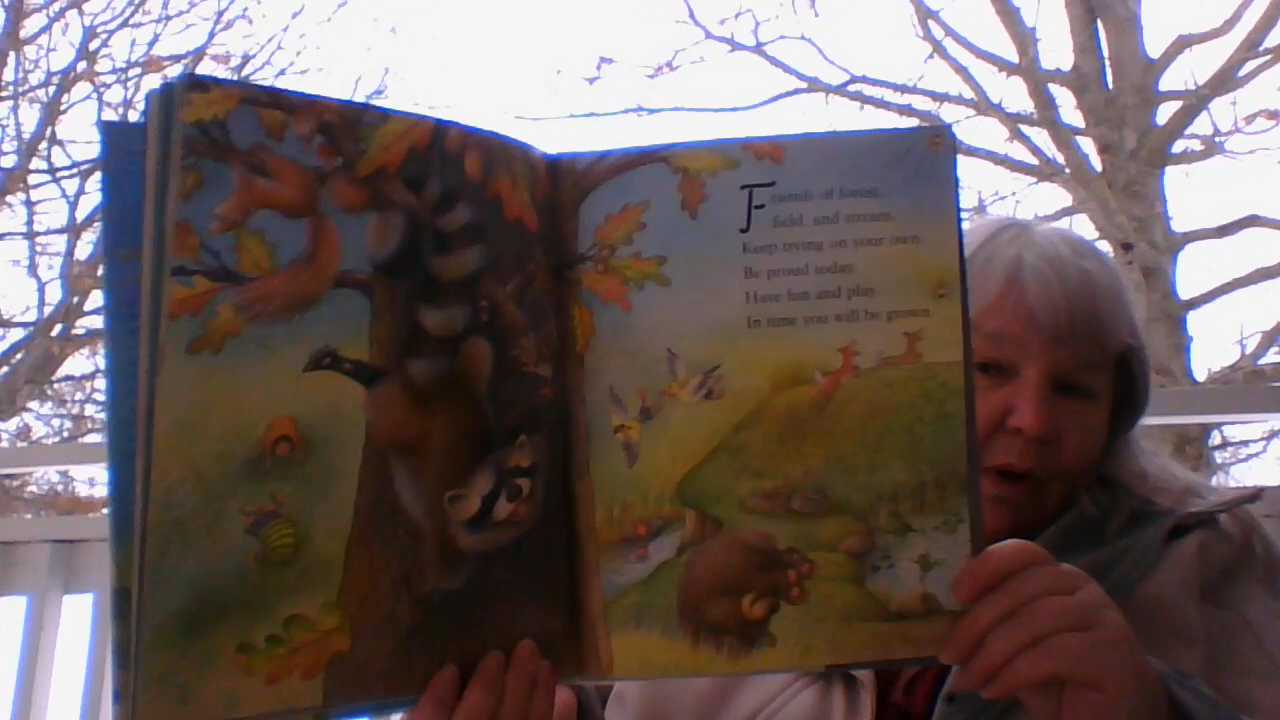 Friends of forest,
field, and stream,
Keep trying on your own.
Be proud today.
Have fun and play.
In time you will be grown.